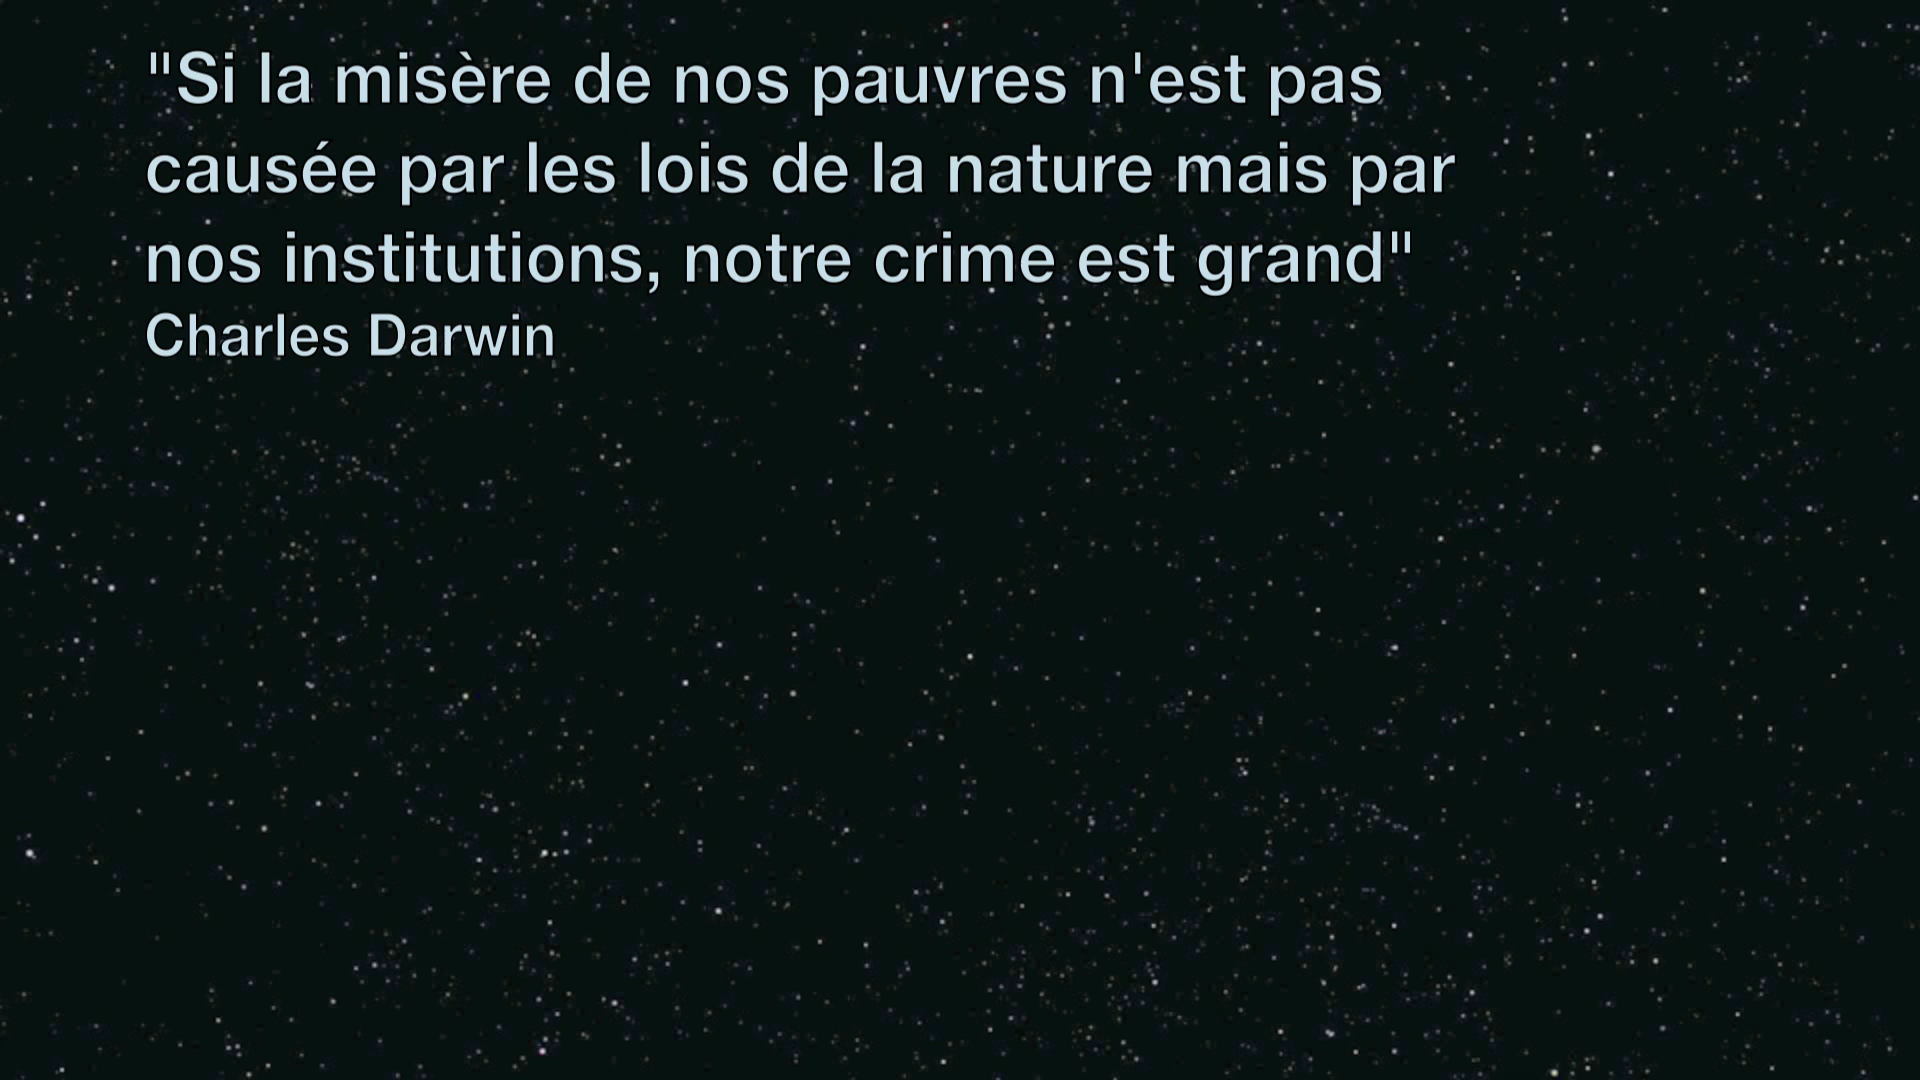 "Si la misère de nos pauvres n'est pas
causée par les lois de la nature mais par
nos institutions, notre crime est grand"
Charles Darwin